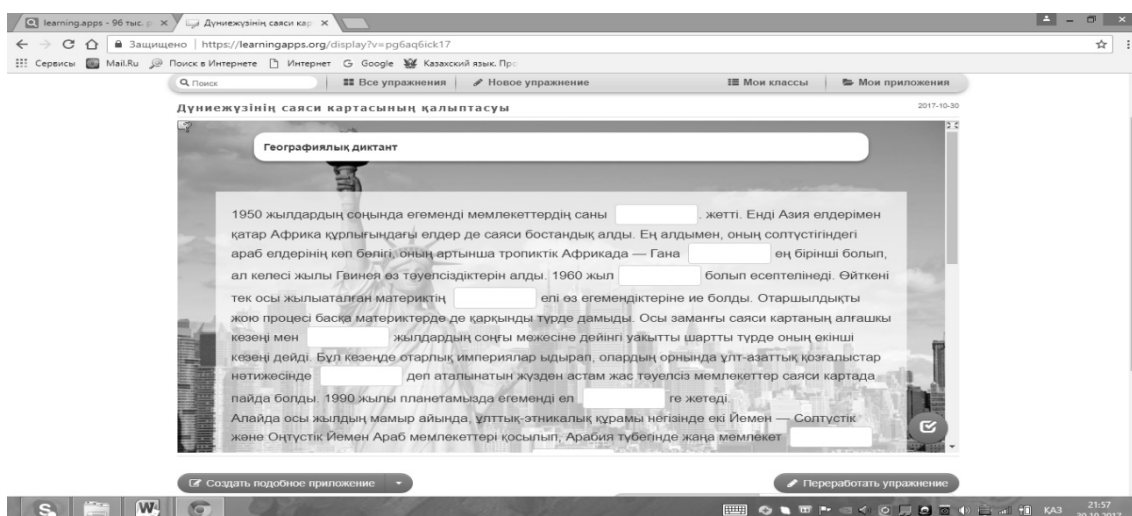 learning.apps - 96 тыс. р
Дүниежүзінің саяси кар
Защищено | https://learningapps.org/display?v=pg6aq6ick17
Сервисы Mail.Ru Поиск в Интернете Интернет Google Казахский язык. Пр
Поиск Все упражнения Новое упражнение Мои классы Мои приложения
Дүниежүзінің саяси картасының қалыптасуы 2017-10-30
Географиялық диктант
1950 жылдардың соңында егеменді мемлекеттердің саны . жетті. Енді Азия елдерімен
қатар Африка құрлығындағы елдер де саяси бостандық алды. Ең алдымен, оның солтүстігіндегі
араб елдерінің көп бөлігі, оның артынша тропиктік Африкада — Гана ең бірінші болып,
ал келесі жылы Гвинея өз тәуелсіздіктерін алды. 1960 жыл болып есептелінеді. Өйткені
тек осы жылыаталған материктің елі өз егемендіктеріне ие болды. Отаршылдықты
жою процесі басқа материктерде де қарқынды түрде дамыды. Осы заманғы саяси картаның алғашқы
кезеңі мен жылдардың соңғы межесіне дейінгі уақытты шартты түрде оның екінші
кезеңі дейді. Бұл кезеңде отарлық империялар ыдырап, олардың орнында ұлт-азаттық қозғалыстар
нәтижесінде деп аталынатын жүзден астам жас тәуелсіз мемлекеттер саяси картада
пайда болды. 1990 жылы планетамызда егеменді ел ге жетеді.
Алайда осы жылдың мамыр айында, ұлттық-этникалық құрамы негізінде екі Йемен — Солтүстік
және Оңтүстік Йемен Араб мемлекеттері қосылып, Арабия түбегінде жаңа мемлекет
Создать подобное приложение Переработать упражнение
ҚАЗ 21:57
30.10.2017